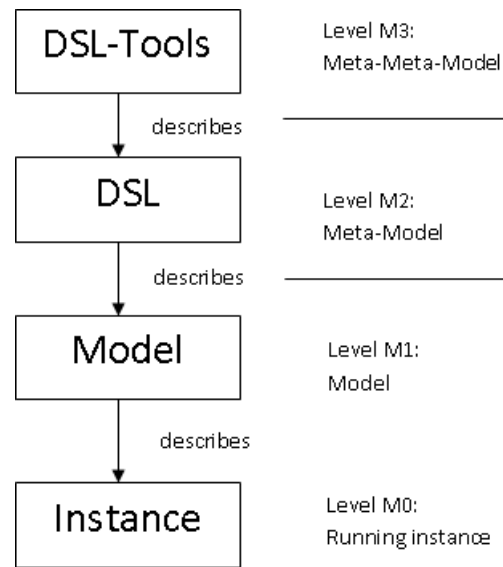 DSL-Tools
Level M3:
Meta-Meta-Model
describes
DSL
Level M2:
Meta-Model
describes
Model
Level M1:
Model
describes
Instance
Level M0:
Running instance